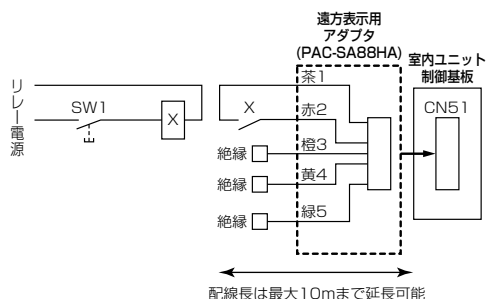 遠方表示用
アダプタ
(PAC-SA88HA)
室内ユニット
制御基板
リレー電源
SW1
X
X
茶1
赤2
橙3
黄4
緑5
絶縁
絶縁
絶縁
CN51
配線長は最大10mまで延長可能